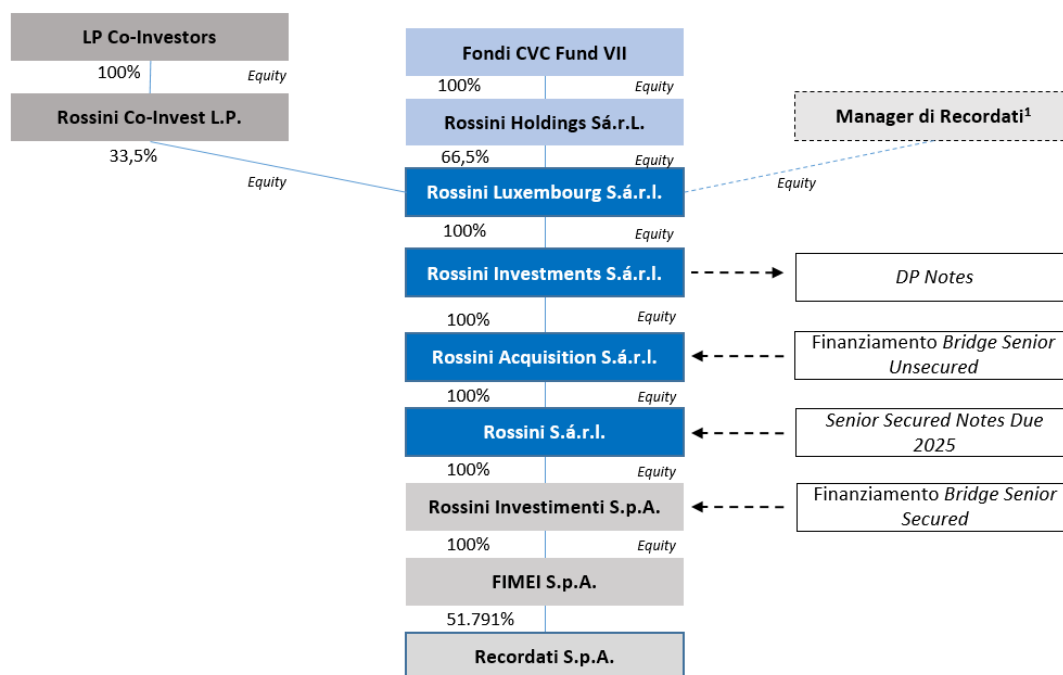 LP Co-Investors
100%
Equity
Rossini Co-Invest L.P.
33,5%
Equity
Fondi CVC Fund VII
100%
Equity
Rossini Holdings Sá.r.L.
66,5%
Equity
Manager di Recordati¹
Equity
Rossini Luxembourg S.á.r.l.
100%
Equity
Rossini Investments S.á.r.l.
DP Notes
100%
Equity
Rossini Acquisition S.á.r.l.
Finanziamento Bridge Senior
Unsecured
100%
Equity
Rossini S.á.r.l.
Senior Secured Notes Due
2025
100%
Equity
Rossini Investimenti S.p.A.
Finanziamento Bridge Senior
Secured
100%
Equity
FIMEI S.p.A.
51.791%
Recordati S.p.A.